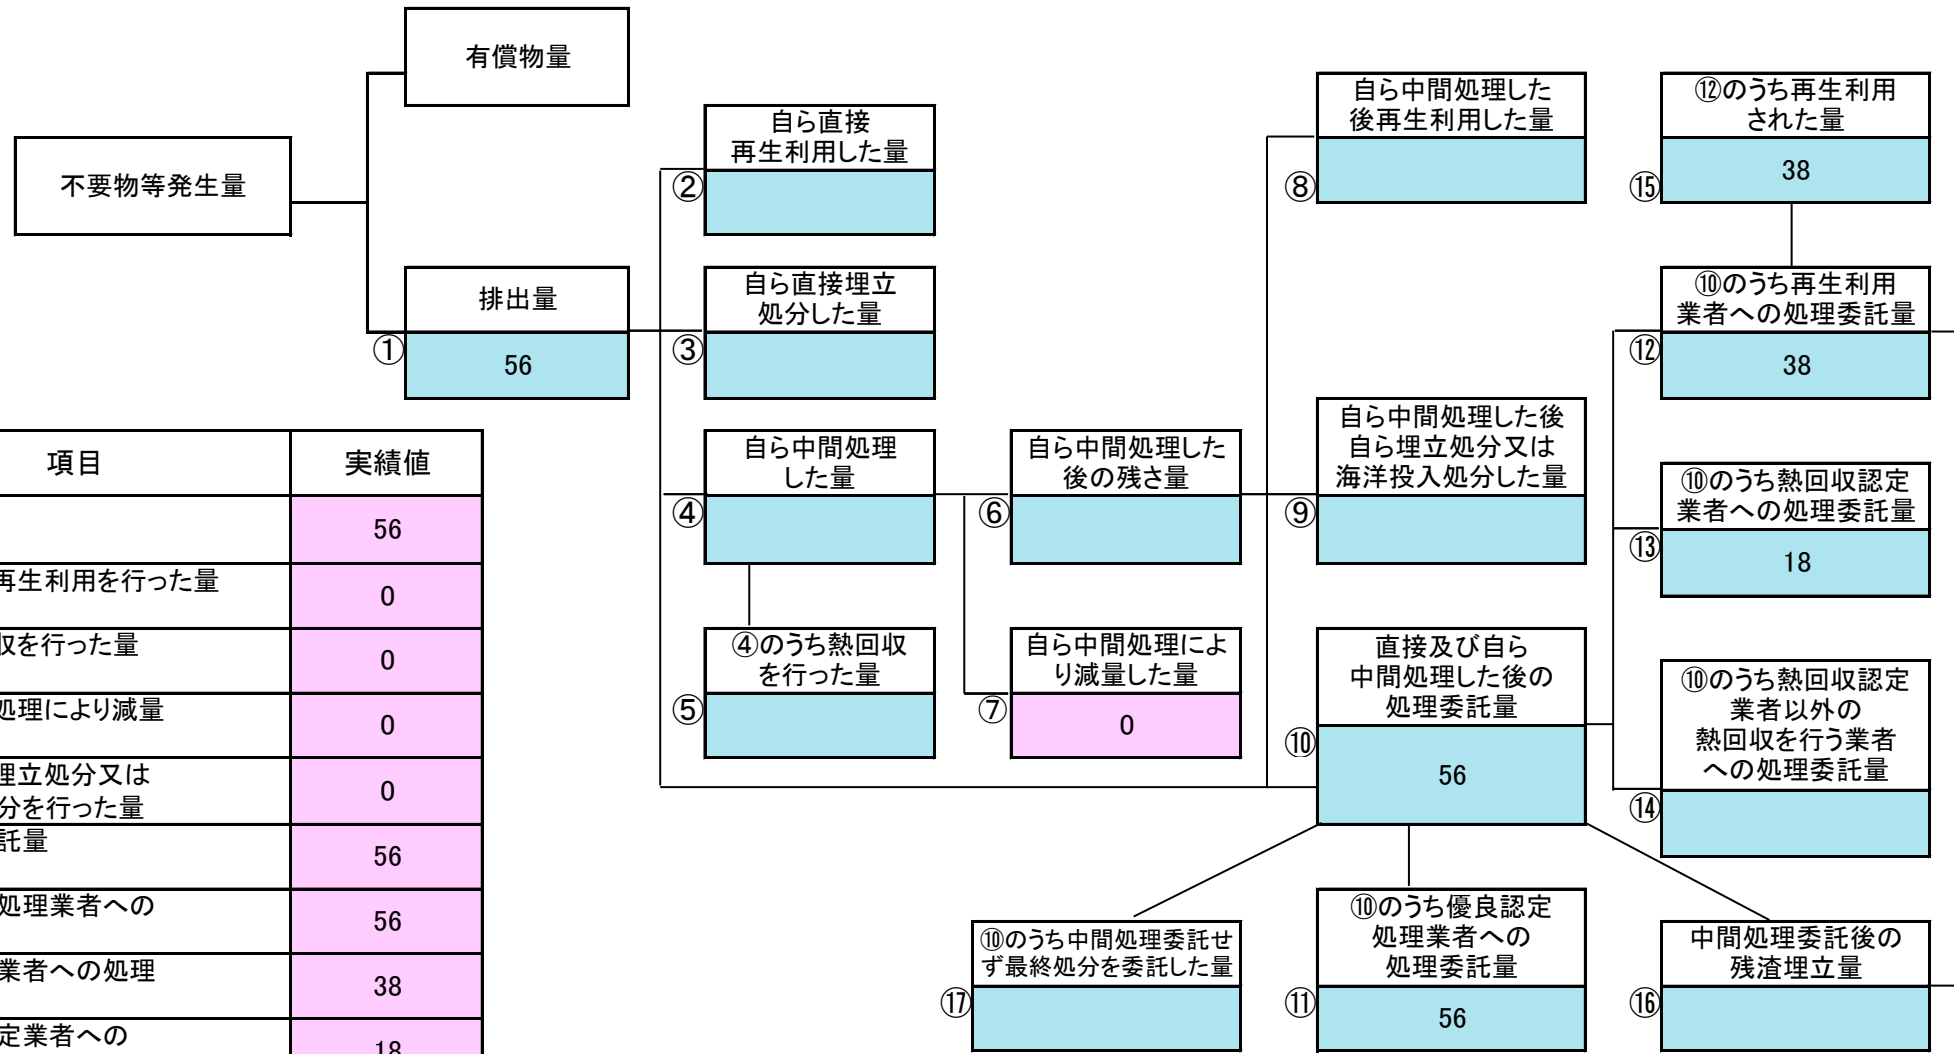 有償物量
不要物等発生量
排出量
①
56
自ら直接
再生利用した量
②
自ら直接埋立
処分した量
③
自ら中間処理
した量
④
④のうち熱回収
を行った量
⑤
自ら中間処理した
後の残さ量
⑥
自ら中間処理によ
り減量した量
⑦
0
自ら中間処理した
後再生利用した量
⑧
自ら中間処理した後
自ら埋立処分又は
海洋投入処分した量
⑨
直接及び自ら
中間処理した後の
処理委託量
⑩
56
⑩のうち優良認定
処理業者への
処理委託量
⑪
56
⑫のうち再生利用
された量
⑮
38
⑩のうち再生利用
業者への処理委託量
⑫
38
⑩のうち熱回収認定
業者への処理委託量
⑬
18
⑩のうち熱回収認定
業者以外の
熱回収を行う業者
への処理委託量
⑭
中間処理委託後の
残渣埋立量
⑯
⑩のうち中間処理委託せ
ず最終処分を委託した量
⑰
項目 実績値
56
再生利用を行った量 0
収を行った量 0
処理により減量 0
埋立処分又は
分を行った量 0
託量 56
処理業者への 56
業者への処理 38
定業者への 18